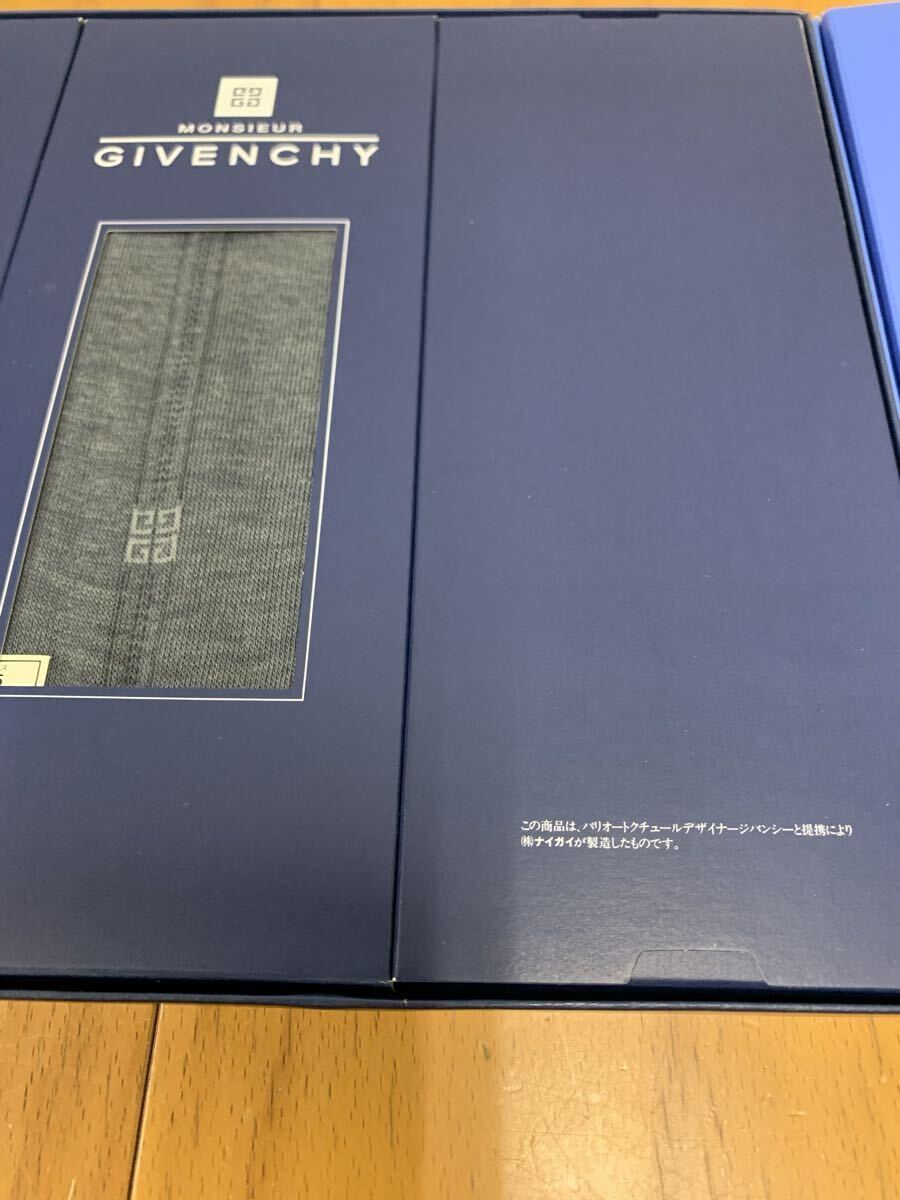 MONSIEUR
GIVENCHY
この商品は、パリオートクチュールデザイナージバンシーと提携により
㈱ナイガイが製造したものです。